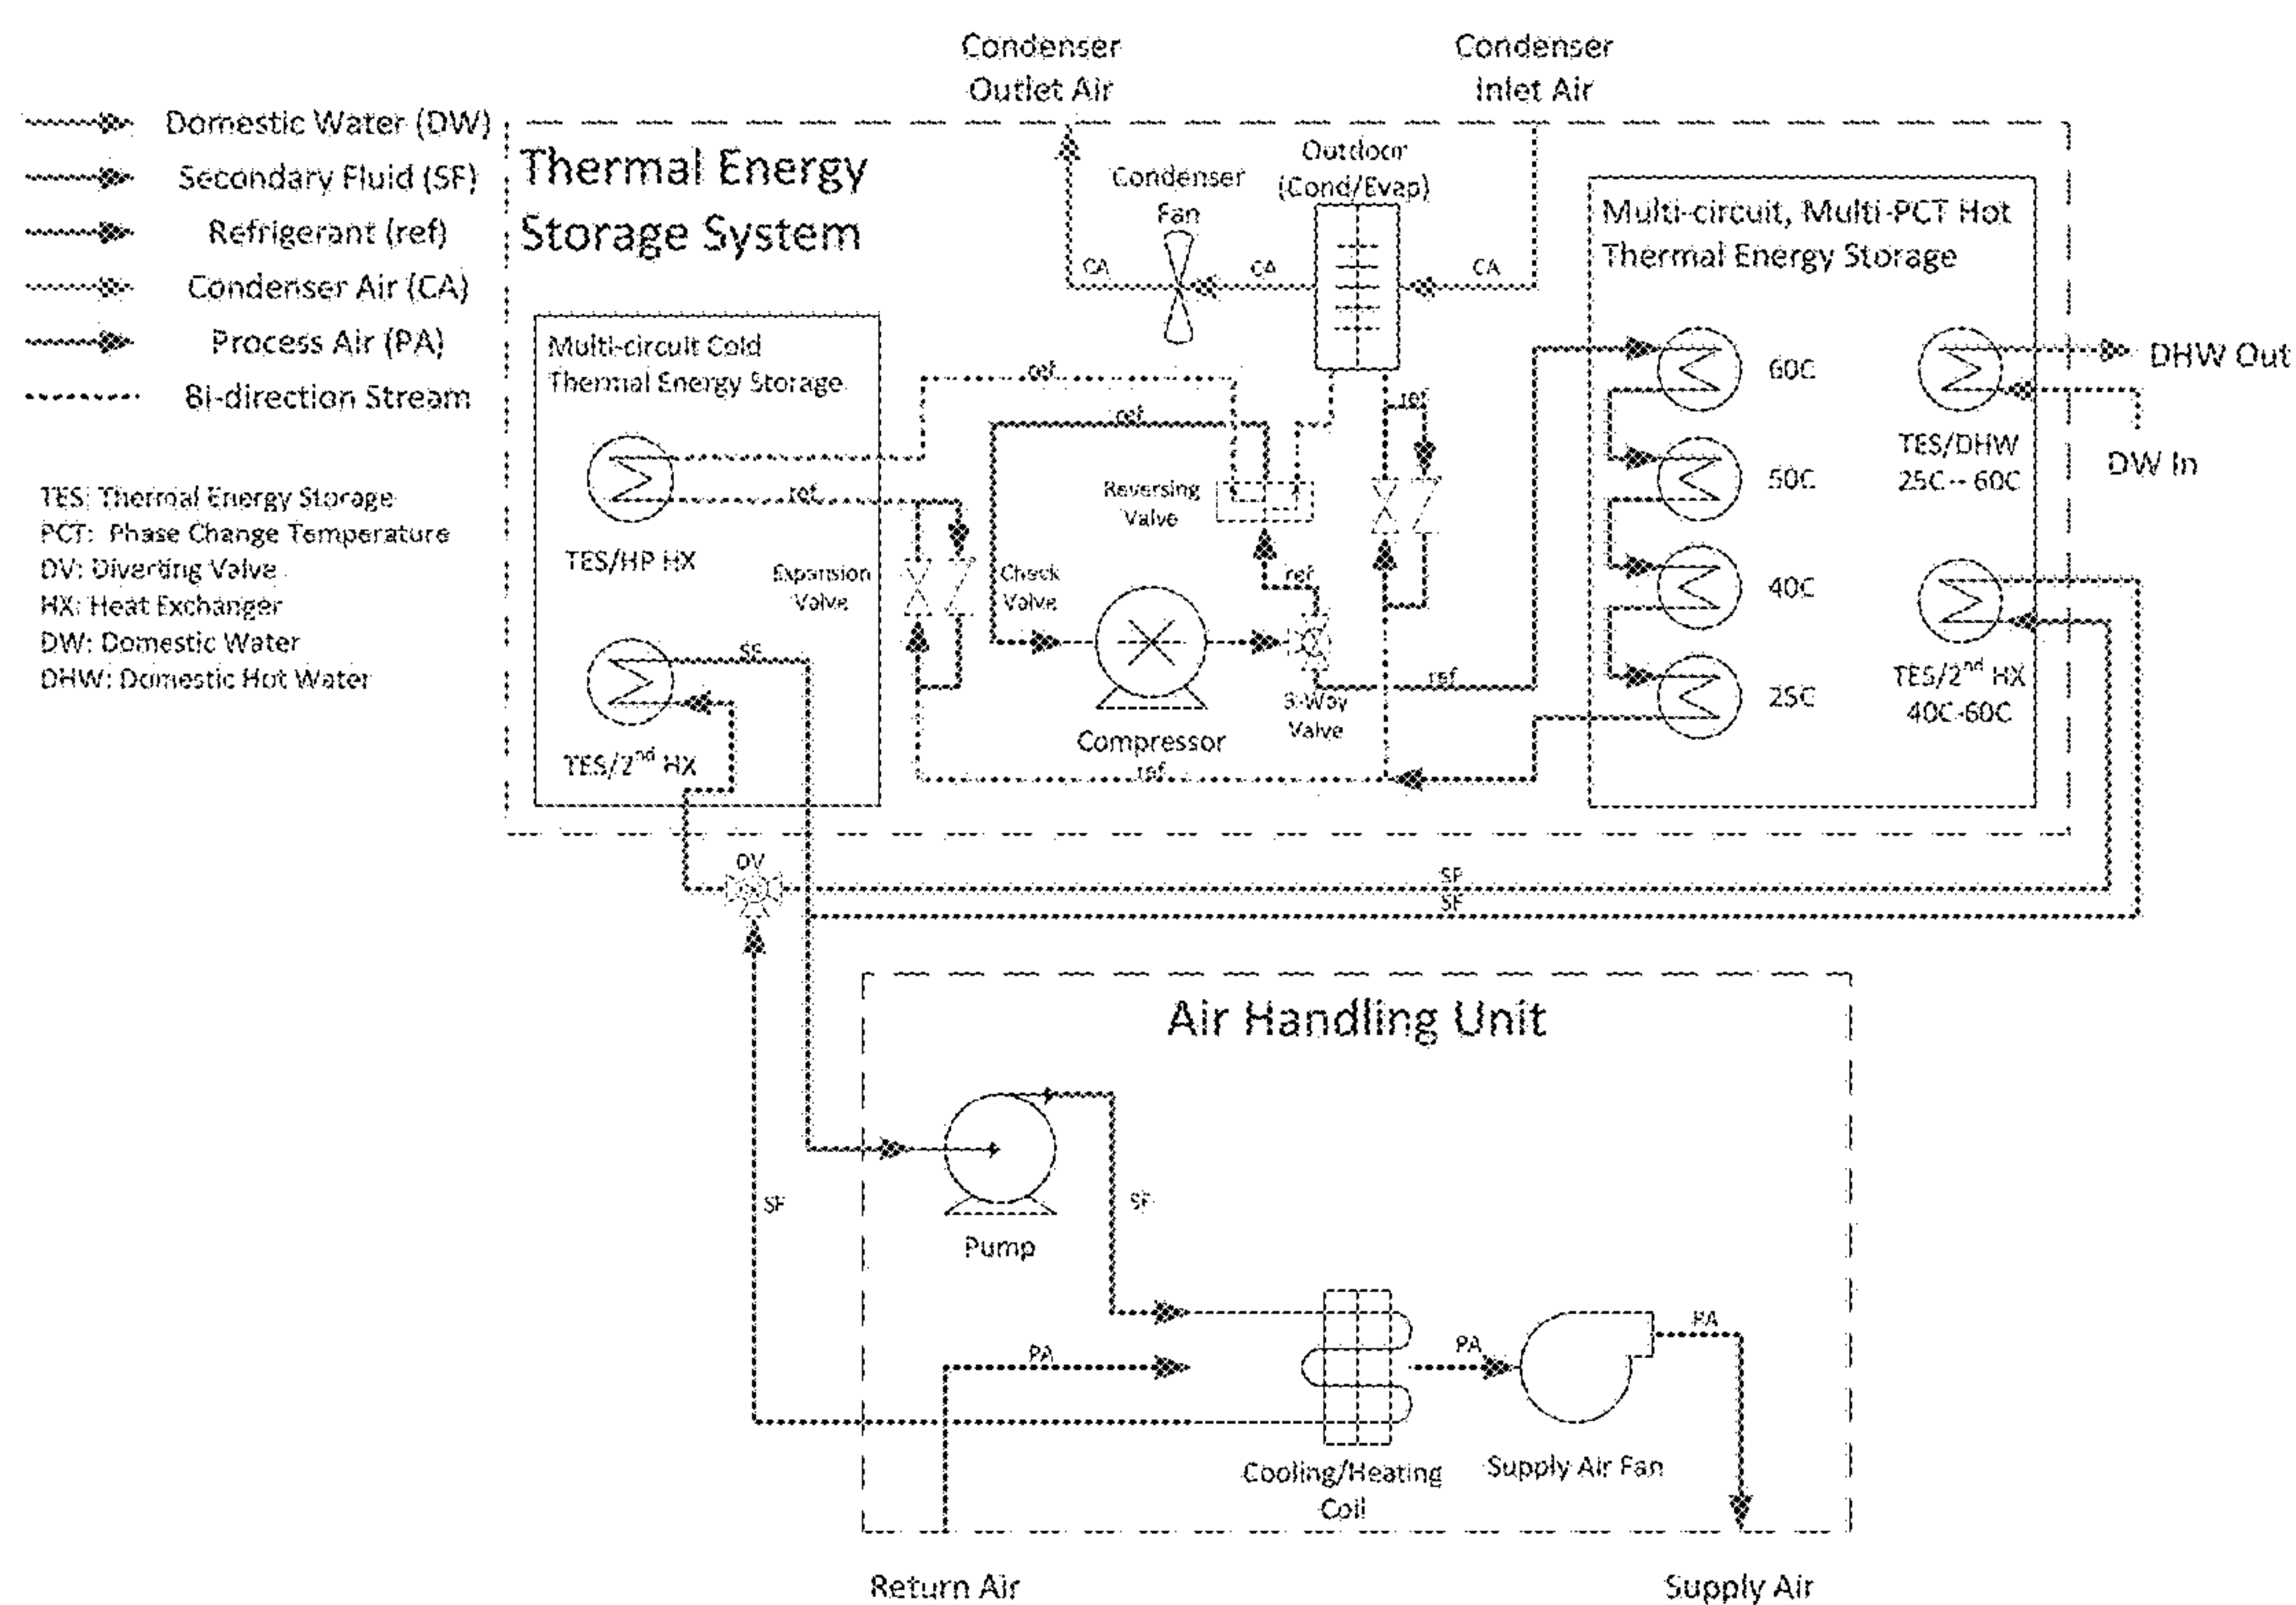 Condenser
Outlet Air
Condenser
Inlet Air
Domestic Water (DW)
Secondary Fluid (SF)
Refrigerant (ref)
Condenser Air (CA)
Process Air (PA)
Bi-direction Stream
TES: Thermal Energy Storage
PCT: Phase Change Temperature
DV: Diverting Valve
HX: Heat Exchanger
DW: Domestic Water
DHW: Domestic Hot Water
Thermal Energy
Storage System
Condenser
Fan
Outdoor
(Cond/Evap)
CA
CA
CA
Multi-circuit, Multi-PCT Hot
Thermal Energy Storage
60C
50C
40C
25C
TES/DHW
25C-- 60C
TES/2nd HX
40C-60C
DHW Out
DW In
Multi-circuit Cold
Thermal Energy Storage
TES/HP HX
TES/2nd HX
ref
ref
ref
ref
ref
ref
ref
SF
Reversing
Valve
Expansion
Valve
Check
Valve
Compressor
3-Way
Valve
DV
SF
SF
Air Handling Unit
Pump
SF
SF
PA
PA
PA
Cooling/Heating
Coil
Supply Air Fan
Return Air
Supply Air